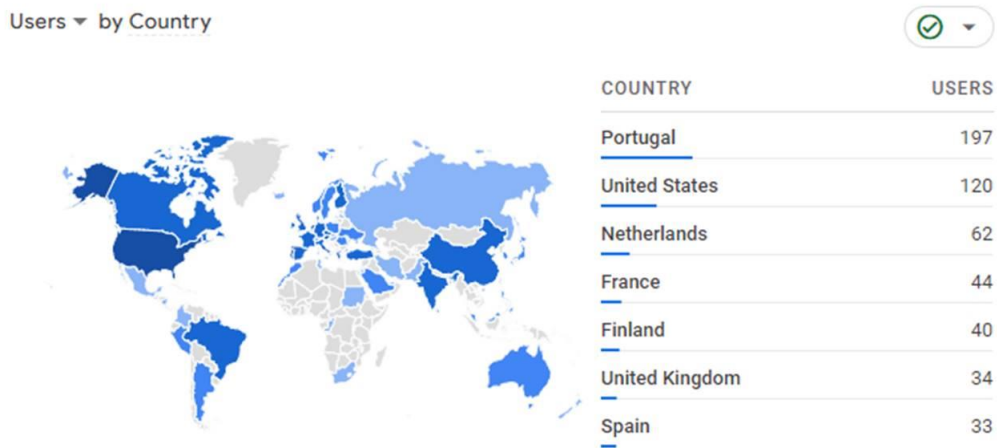 Users by Country
COUNTRY USERS
Portugal 197
United States 120
Netherlands 62
France 44
Finland 40
United Kingdom 34
Spain 33